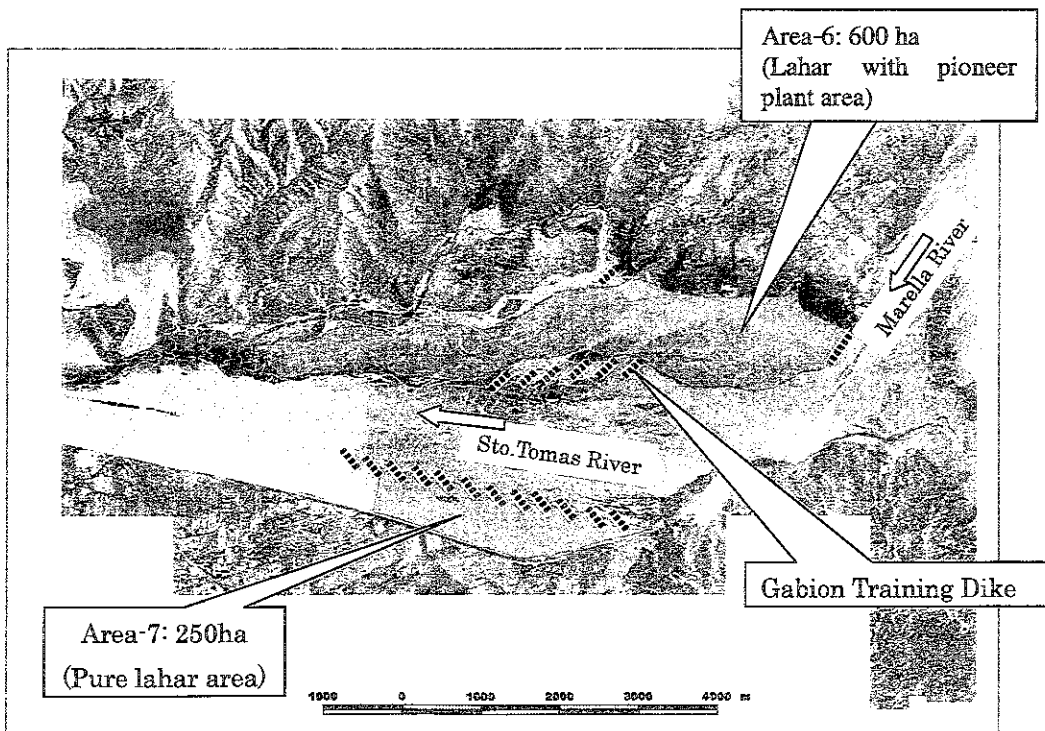 Area-6: 600 ha
(Lahar with pioneer
plant area)
Marella River
Sto.Tomas River
Gabion Training Dike
Area-7: 250ha
(Pure lahar area)
1000 0 1000 2000 3000 4000 m